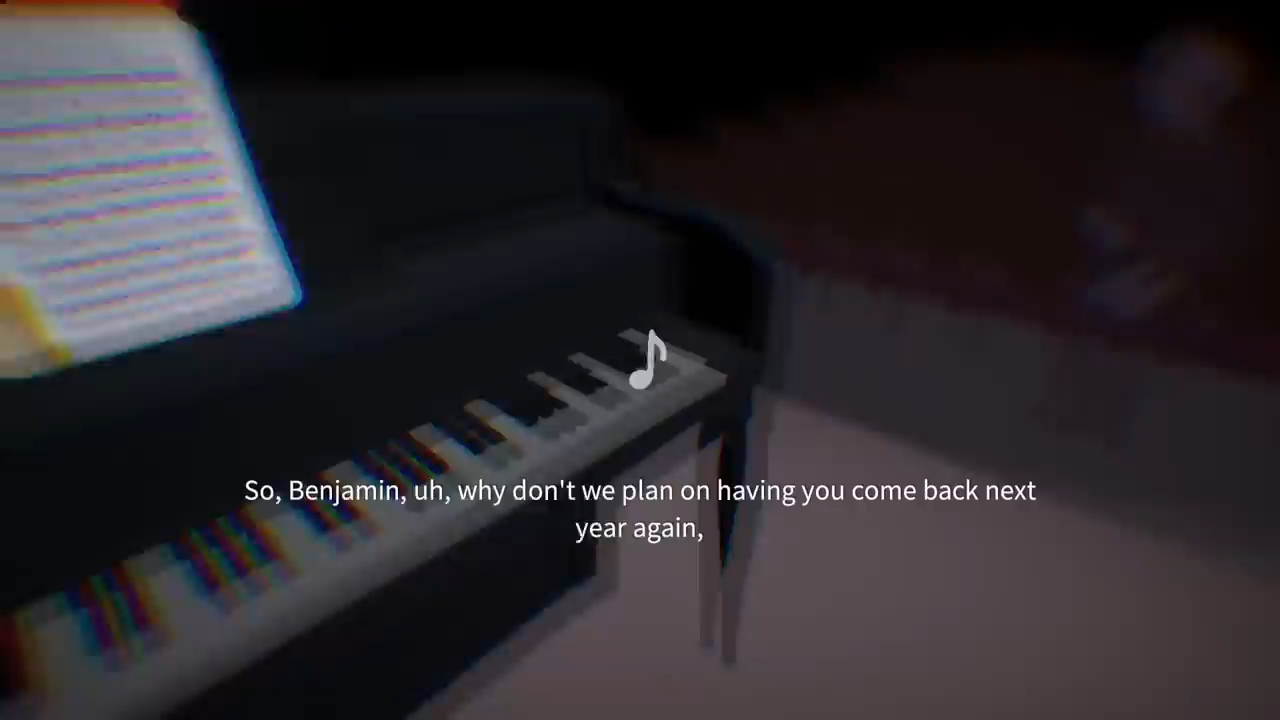 So, Benjamin, uh, why don't we plan on having you come back next
year again,